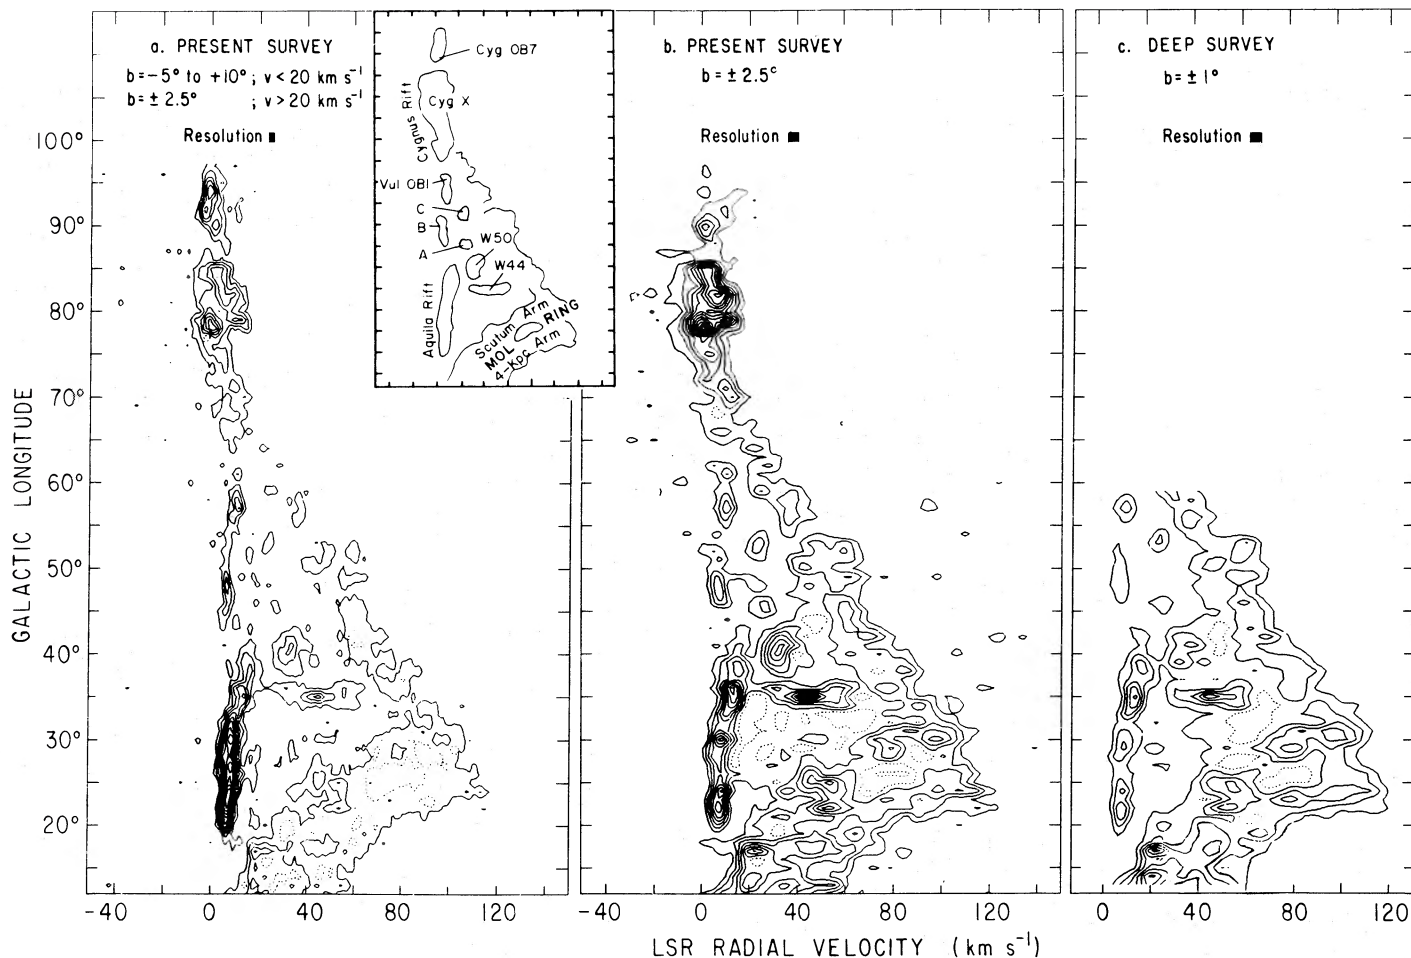 a. PRESENT SURVEY
b = -5° to +10° ; v < 20 km s⁻¹
b = ± 2.5° ; v > 20 km s⁻¹
Resolution
Cyg OB7
Cygnus Rift
Cyg X
Vul OB1
C
B
A
W50
W44
Aquila Rift
Scutum Arm
MOL RING
4-Kpc Arm
b. PRESENT SURVEY
b = ± 2.5°
Resolution
c. DEEP SURVEY
b = ± 1°
Resolution
GALACTIC LONGITUDE
100°
90°
80°
70°
60°
50°
40°
30°
20°
-40 0 40 80 120
-40 0 40 80 120
0 40 80 120
LSR RADIAL VELOCITY (km s⁻¹)